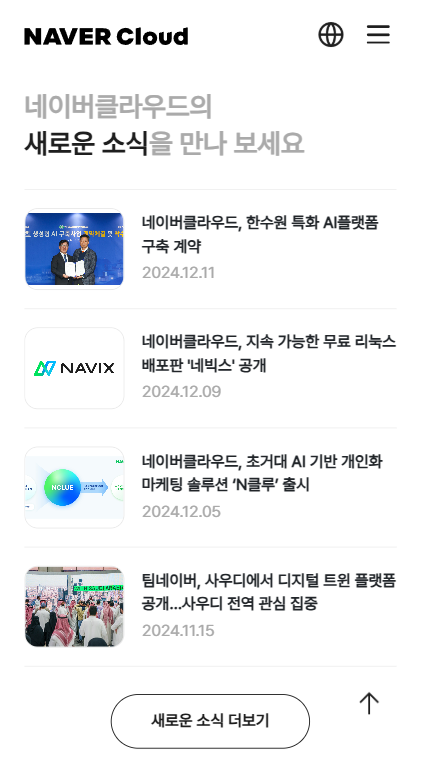 NAVER Cloud
네이버클라우드의
새로운 소식을 만나 보세요
네이버클라우드, 한수원 특화 AI플랫폼
구축 계약
2024.12.11
NAVIX
네이버클라우드, 지속 가능한 무료 리눅스
배포판 '네빅스' 공개
2024.12.09
NCLUE
네이버클라우드, 초거대 AI 기반 개인화
마케팅 솔루션 ‘N클루’ 출시
2024.12.05
팀네이버, 사우디에서 디지털 트윈 플랫폼
공개...사우디 전역 관심 집중
2024.11.15
새로운 소식 더보기